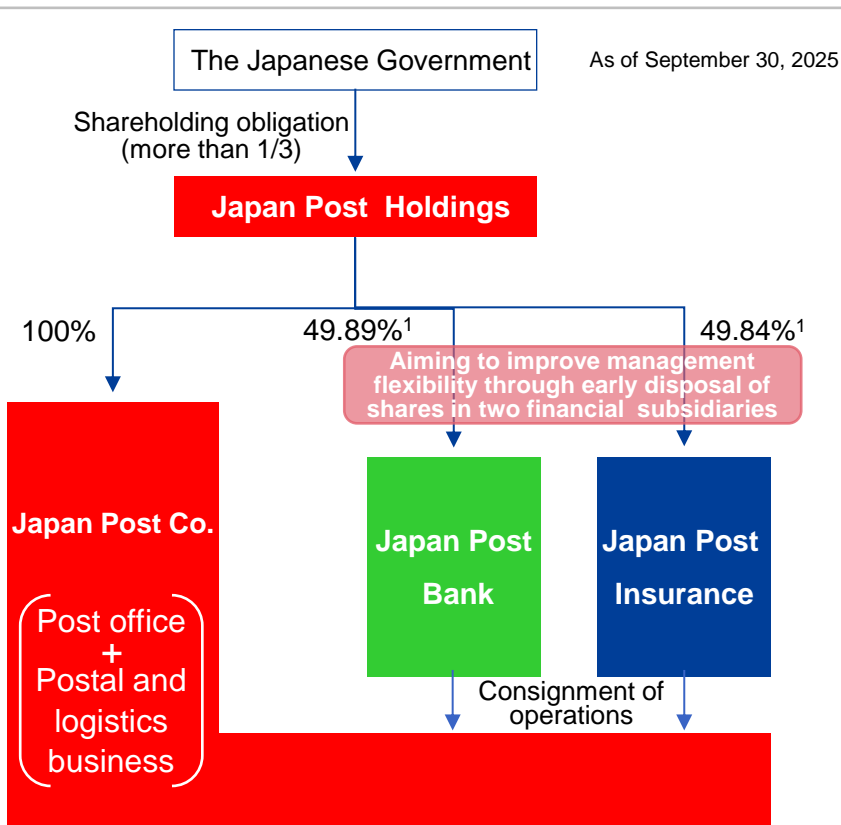 The Japanese Government
As of September 30, 2025
Shareholding obligation
(more than 1/3)
Japan Post Holdings
100%
49.89%¹
49.84%¹
Aiming to improve management
flexibility through early disposal of
shares in two financial subsidiaries
Japan Post Co.
Post office
+
Postal and
logistics
business
Japan Post
Bank
Japan Post
Insurance
Consignment of
operations